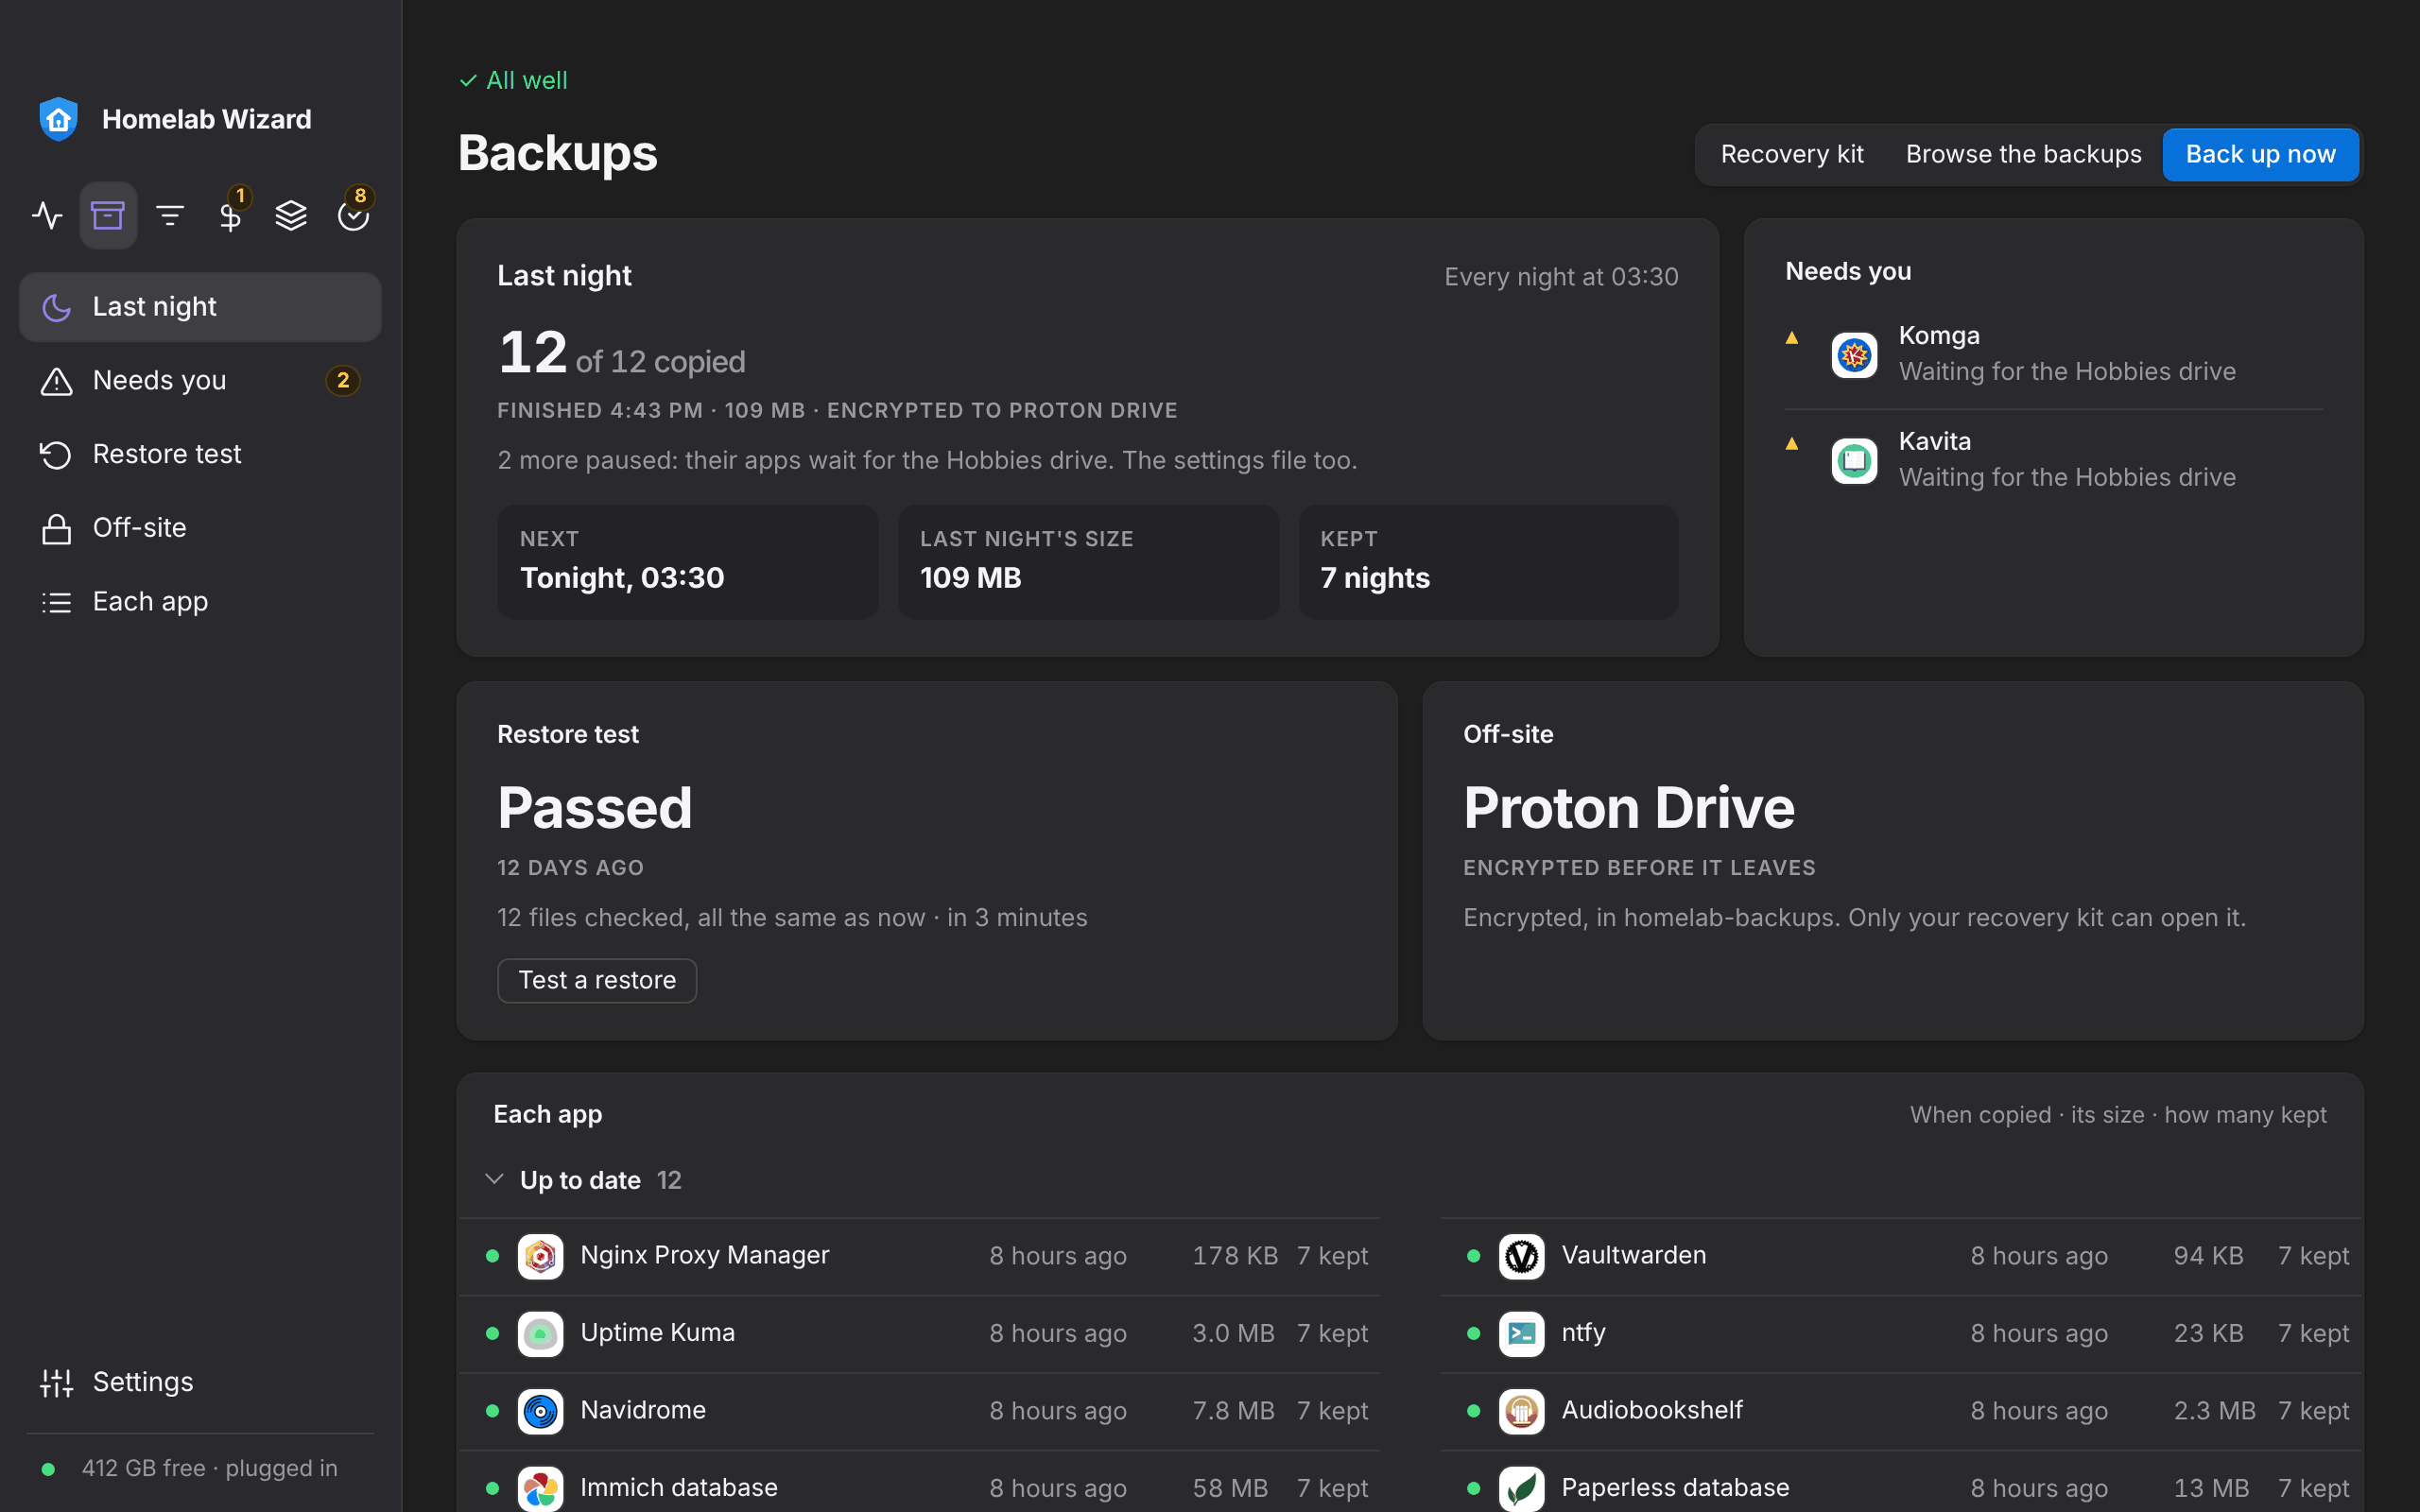 Homelab Wizard
1
8
Last night
Needs you
2
Restore test
Off-site
Each app
Settings
412 GB free · plugged in
All well
Backups
Recovery kit
Browse the backups
Back up now
Last night
Every night at 03:30
12 of 12 copied
FINISHED 4:43 PM · 109 MB · ENCRYPTED TO PROTON DRIVE
2 more paused: their apps wait for the Hobbies drive. The settings file too.
NEXT
Tonight, 03:30
LAST NIGHT'S SIZE
109 MB
KEPT
7 nights
Needs you
Komga
Waiting for the Hobbies drive
Kavita
Waiting for the Hobbies drive
Restore test
Passed
12 DAYS AGO
12 files checked, all the same as now · in 3 minutes
Test a restore
Off-site
Proton Drive
ENCRYPTED BEFORE IT LEAVES
Encrypted, in homelab-backups. Only your recovery kit can open it.
Each app
When copied · its size · how many kept
Up to date 12
Nginx Proxy Manager 8 hours ago 178 KB 7 kept
Vaultwarden 8 hours ago 94 KB 7 kept
Uptime Kuma 8 hours ago 3.0 MB 7 kept
ntfy 8 hours ago 23 KB 7 kept
Navidrome 8 hours ago 7.8 MB 7 kept
Audiobookshelf 8 hours ago 2.3 MB 7 kept
Immich database 8 hours ago 58 MB 7 kept
Paperless database 8 hours ago 13 MB 7 kept